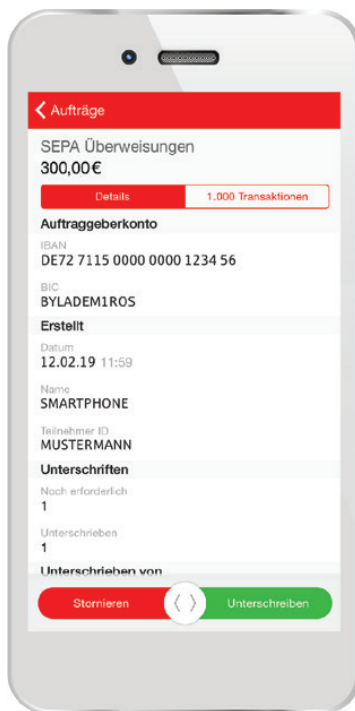 Aufträge
SEPA Überweisungen
300,00€
Details 1.000 Transaktionen
Auftraggeberkonto
IBAN
DE72 7115 0000 0000 1234 56
BIC
BYLADEM1ROS
Erstellt
Datum
12.02.19 11:59
Name
SMARTPHONE
Teilnehmer ID
MUSTERMANN
Unterschriften
Noch erforderlich
1
Unterschrieben
1
Unterschrieben von
Stornieren Unterschreiben